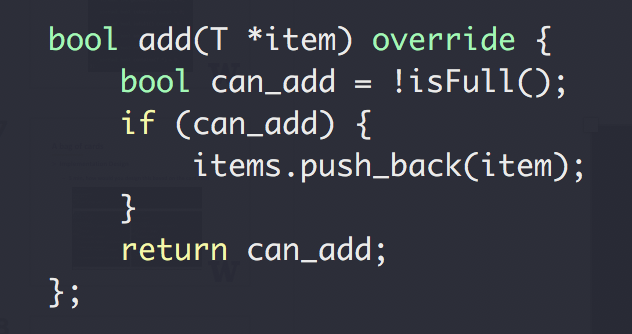 bool add(T *item) override {
    bool can_add = !isFull();
    if (can_add) {
        items.push_back(item);
    }
    return can_add;
};